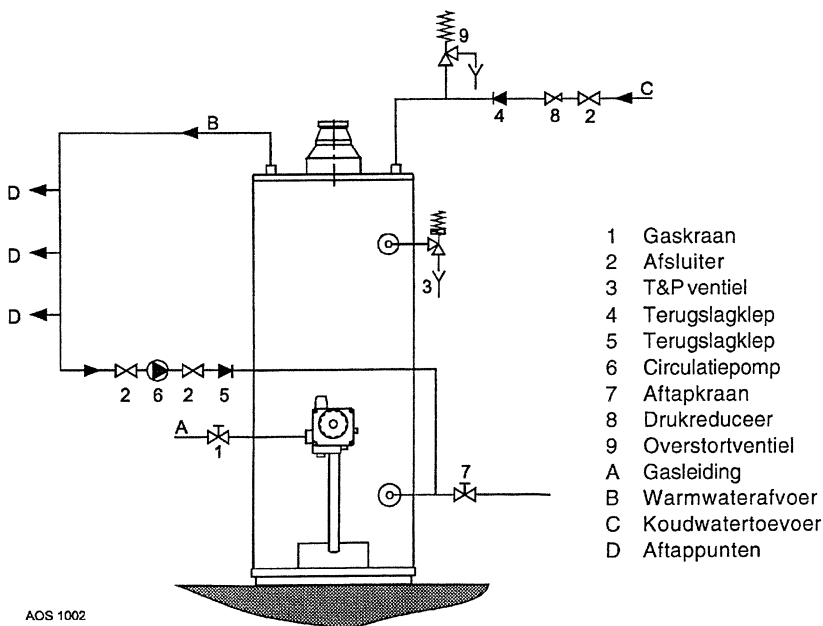 9
C
4
8
2
B
D
D
D
3
2
6
2
5
A
1
7
1 Gaskraan
2 Afsluiter
3 T&P ventiel
4 Terugslagklep
5 Terugslagklep
6 Circulatiepomp
7 Aftapkraan
8 Drukreduceer
9 Overstortventiel
A Gasleiding
B Warmwaterafvoer
C Koudwatertoevoer
D Aftappunten
AOS 1002